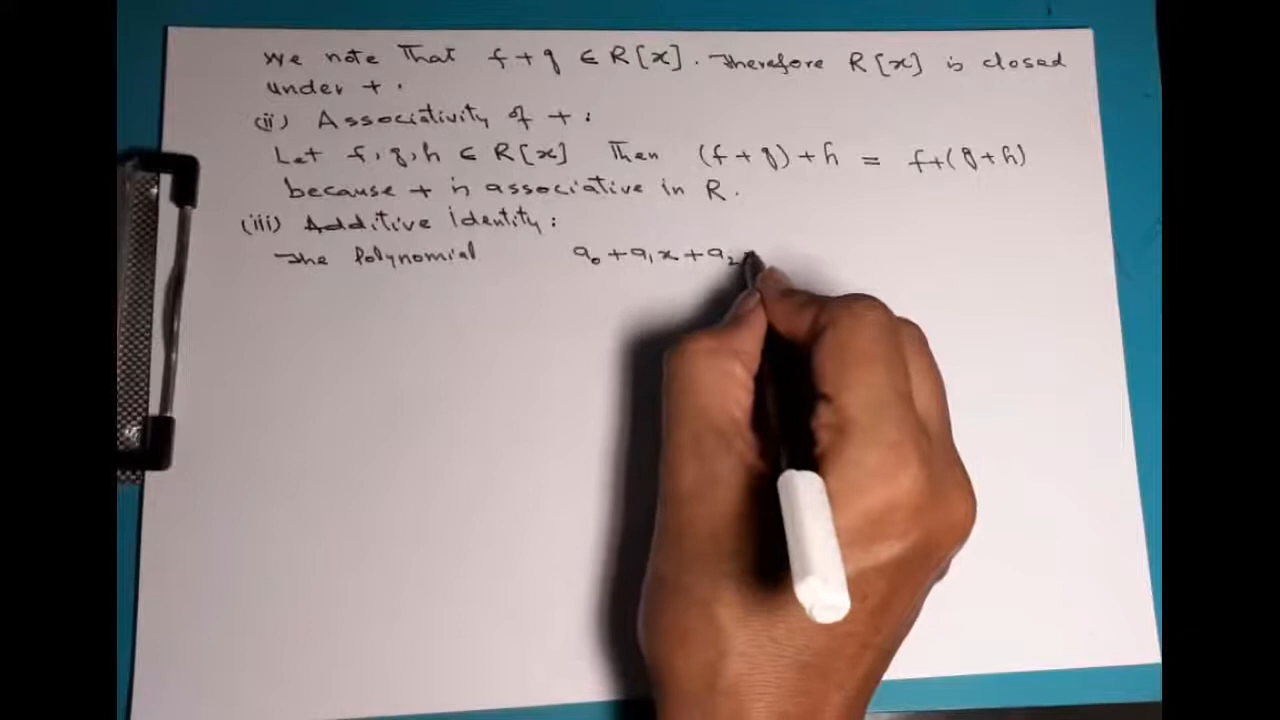 We note that f + g ∈ R[x]. Therefore R[x] is closed
under +.
(ii) Associativity of + :
Let f, g, h ∈ R[x] Then (f + g) + h = f+(g + h)
because + is associative in R.
(iii) Additive identity:
The Polynomial a₀ + a₁x + a₂